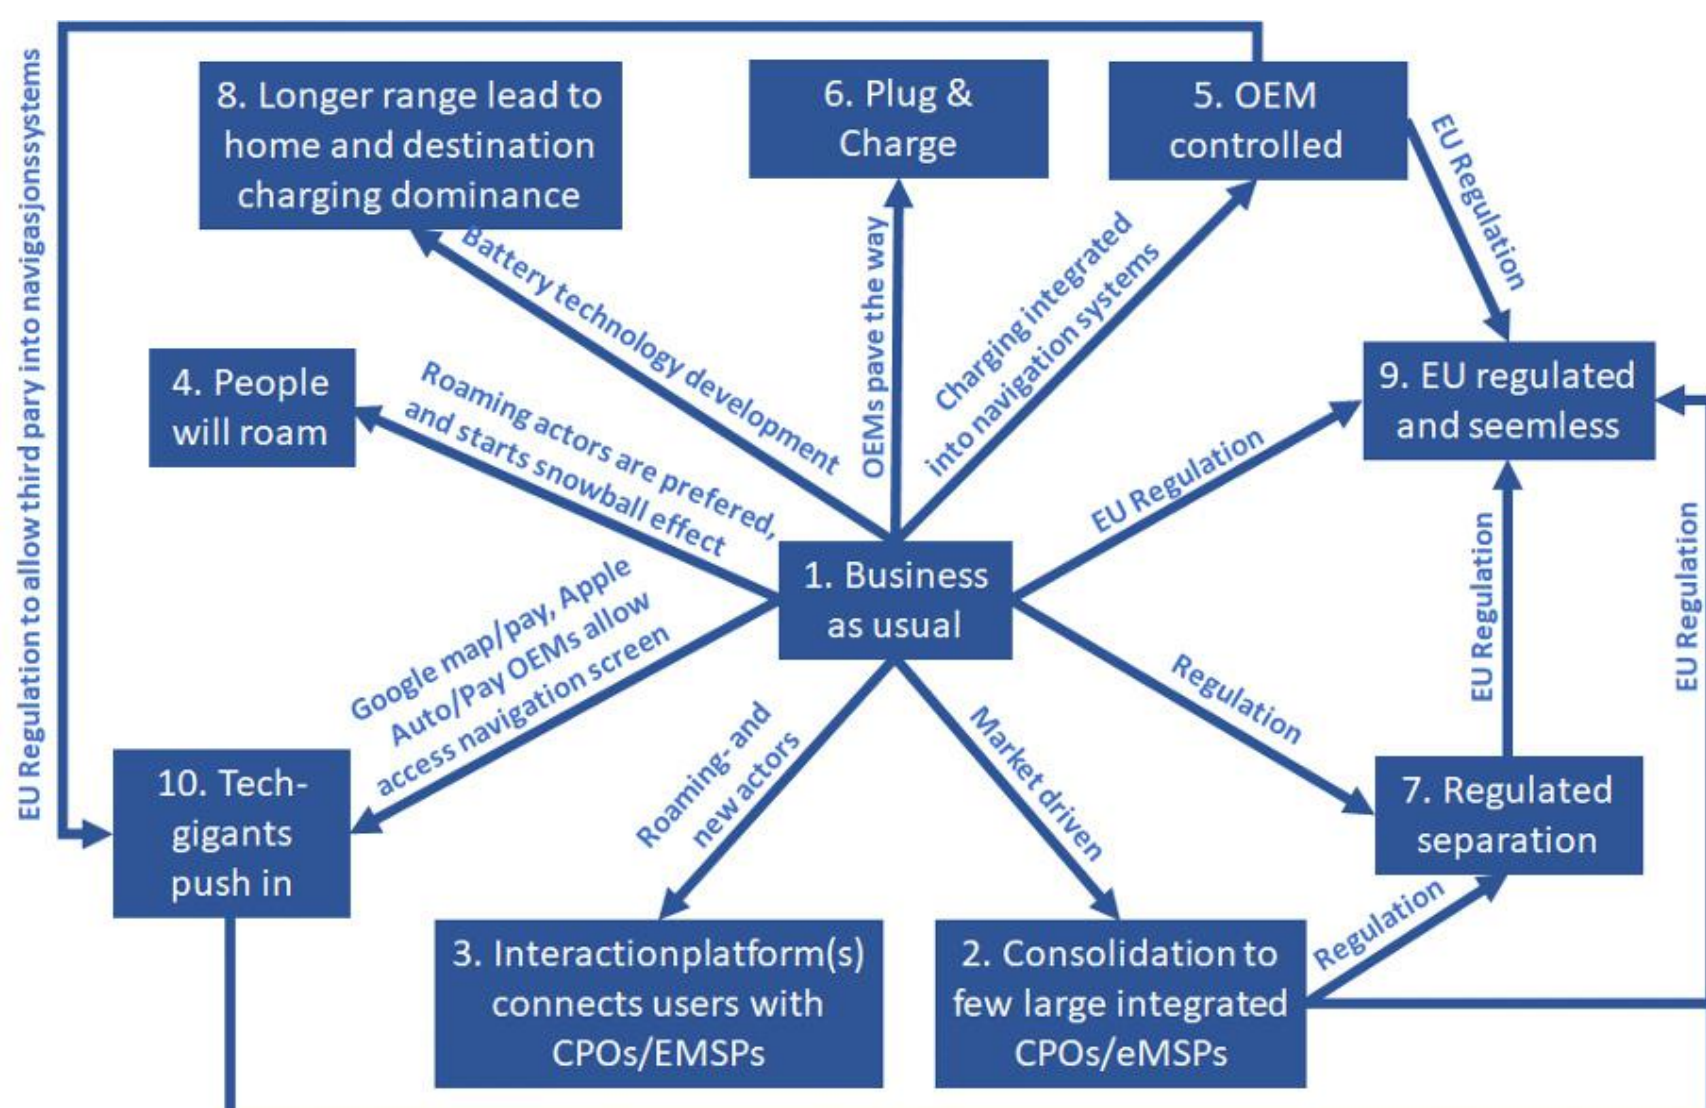 EU Regulation to allow third pary into navigasjonssystems
8. Longer range lead to
home and destination
charging dominance
6. Plug &
Charge
5. OEM
controlled
EU Regulation
Battery technology development
OEMs pave the way
Charging integrated
into navigation systems
4. People
will roam
Roaming actors are prefered,
and starts snowball effect
9. EU regulated
and seemless
EU Regulation
1. Business
as usual
EU Regulation
EU Regulation
Google map/pay, Apple
Auto/Pay OEMs allow
access navigation screen
Regulation
Roaming- and
new actors
Market driven
10. Tech-
gigants
push in
7. Regulated
separation
Regulation
3. Interactionplatform(s)
connects users with
CPOs/EMSPs
2. Consolidation to
few large integrated
CPOs/eMSPs